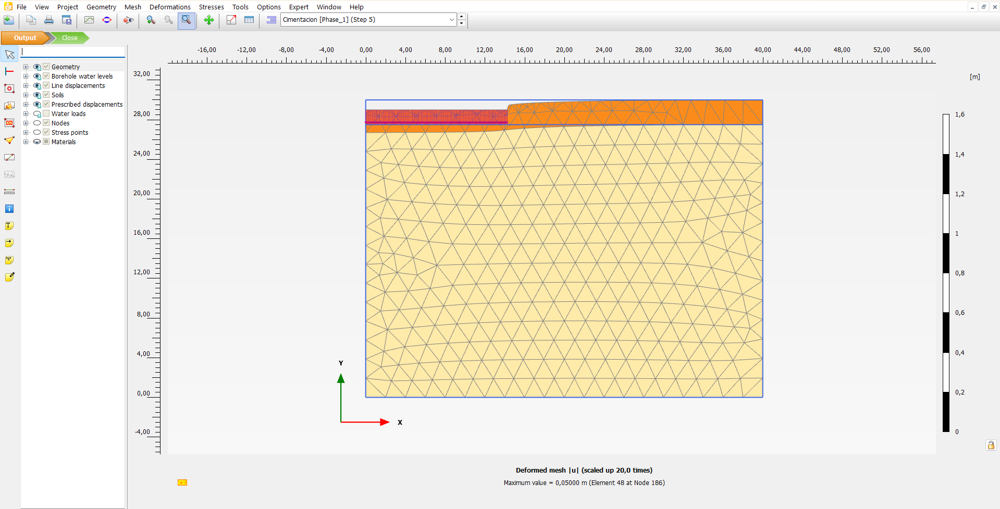 File View Project Geometry Mesh Deformations Stresses Tools Options Expert Window Help
Cimentacion [Phase_1] (Step 5)
Output Close
Geometry
Borehole water levels
Line displacements
Soils
Prescribed displacements
Water loads
Nodes
Stress points
Materials
-16,00 -12,00 -8,00 -4,00 0,00 4,00 8,00 12,00 16,00 20,00 24,00 28,00 32,00 36,00 40,00 44,00 48,00 52,00 56,00
32,00
28,00
24,00
20,00
16,00
12,00
8,00
4,00
0,00
-4,00
Y
X
[m]
1,6
1,4
1,2
1
0,8
0,6
0,4
0,2
0
Deformed mesh |u| (scaled up 20,0 times)
Maximum value = 0,05000 m (Element 48 at Node 186)